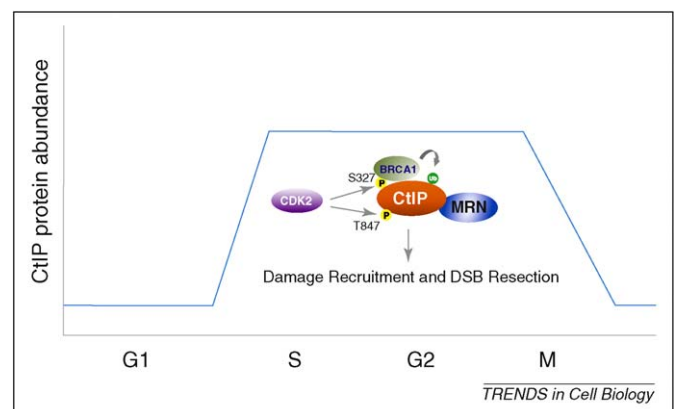 CtIP protein abundance
BRCA1
S327
P
Ub
CDK2
CtIP
MRN
P
T847
Damage Recruitment and DSB Resection
G1 S G2 M
TRENDS in Cell Biology